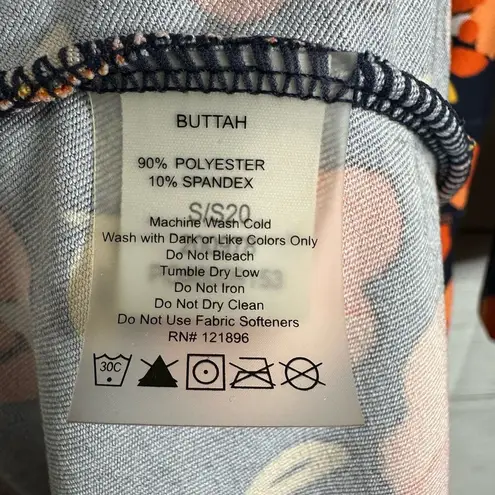 BUTTAH
90% POLYESTER
10% SPANDEX
S/S20
Machine Wash Cold
Wash with Dark or Like Colors Only
Do Not Bleach
Tumble Dry Low
Do Not Iron
Do Not Dry Clean
Do Not Use Fabric Softeners
RN# 121896
30C